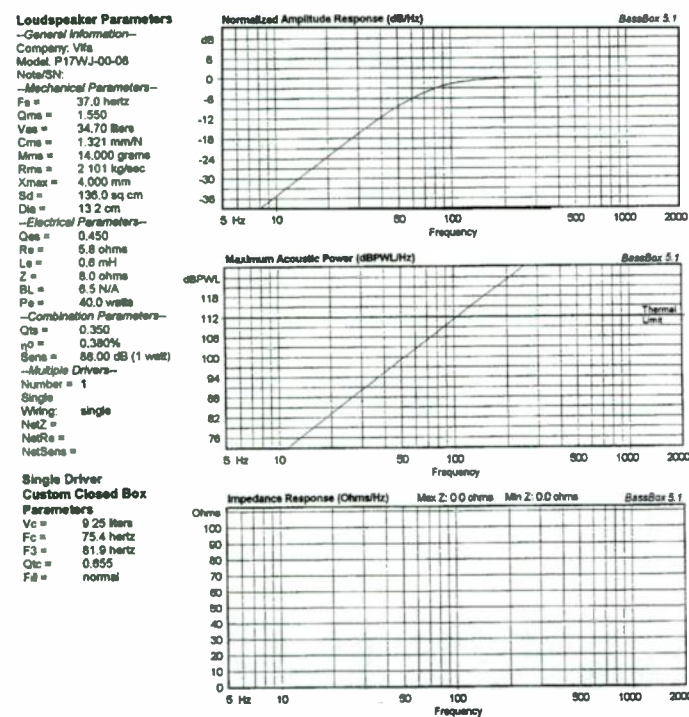 Loudspeaker Parameters
--General Information--
Company: Vifa
Model: P17WJ-00-08
Note/SN:
--Mechanical Parameters--
Fs = 37.0 hertz
Qms = 1.550
Vas = 34.70 liters
Cms = 1.321 mm/N
Mms = 14.000 grams
Rms = 2.101 kg/sec
Xmax = 4.000 mm
Sd = 136.0 sq cm
Dia = 13.2 cm
--Electrical Parameters--
Qes = 0.450
Re = 5.8 ohms
Le = 0.6 mH
Z = 8.0 ohms
BL = 6.5 N/A
Pe = 40.0 watts
--Combination Parameters--
Qts = 0.350
ηo = 0.380%
Sens = 88.00 dB (1 watt)
--Multiple Drivers--
Number = 1
Single
Wiring: single
NetZ =
NetRe =
NetSens =
Single Driver
Custom Closed Box
Parameters
Vc = 9.25 liters
Fc = 75.4 hertz
F3 = 81.9 hertz
Qtc = 0.655
Fill = normal
Normalized Amplitude Response (dB/Hz) BassBox 5.1
dB
6
0
-6
-12
-18
-24
-30
-36
5 Hz 10 50 100 500 1000 2000
Frequency
Maximum Acoustic Power (dBPWL/Hz) BassBox 5.1
dBPWL
118
112
106
100
94
88
82
76
Thermal
Limit
5 Hz 10 50 100 500 1000 2000
Frequency
Impedance Response (Ohms/Hz) Max Z: 0.0 ohms Min Z: 0.0 ohms BassBox 5.1
Ohms
100
90
80
70
60
50
40
30
20
10
0
5 Hz 10 50 100 500 1000 2000
Frequency